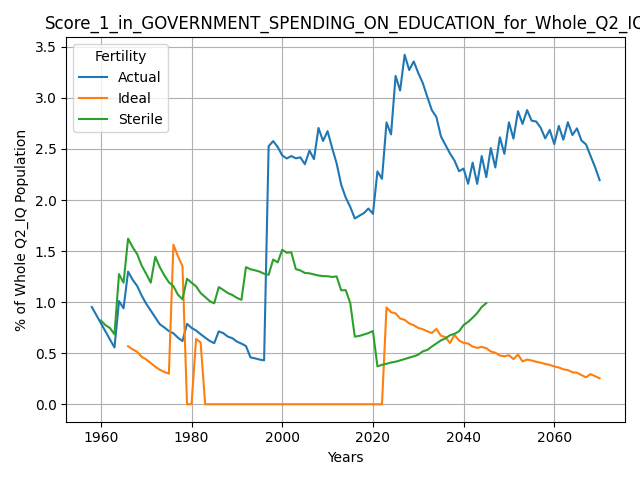 Score_1_in_GOVERNMENT_SPENDING_ON_EDUCATION_for_Whole_Q2_IQ
3.5
3.0
2.5
2.0
1.5
1.0
0.5
0.0
% of Whole Q2_IQ Population
Fertility
Actual
Ideal
Sterile
1960
1980
2000
2020
2040
2060
Years